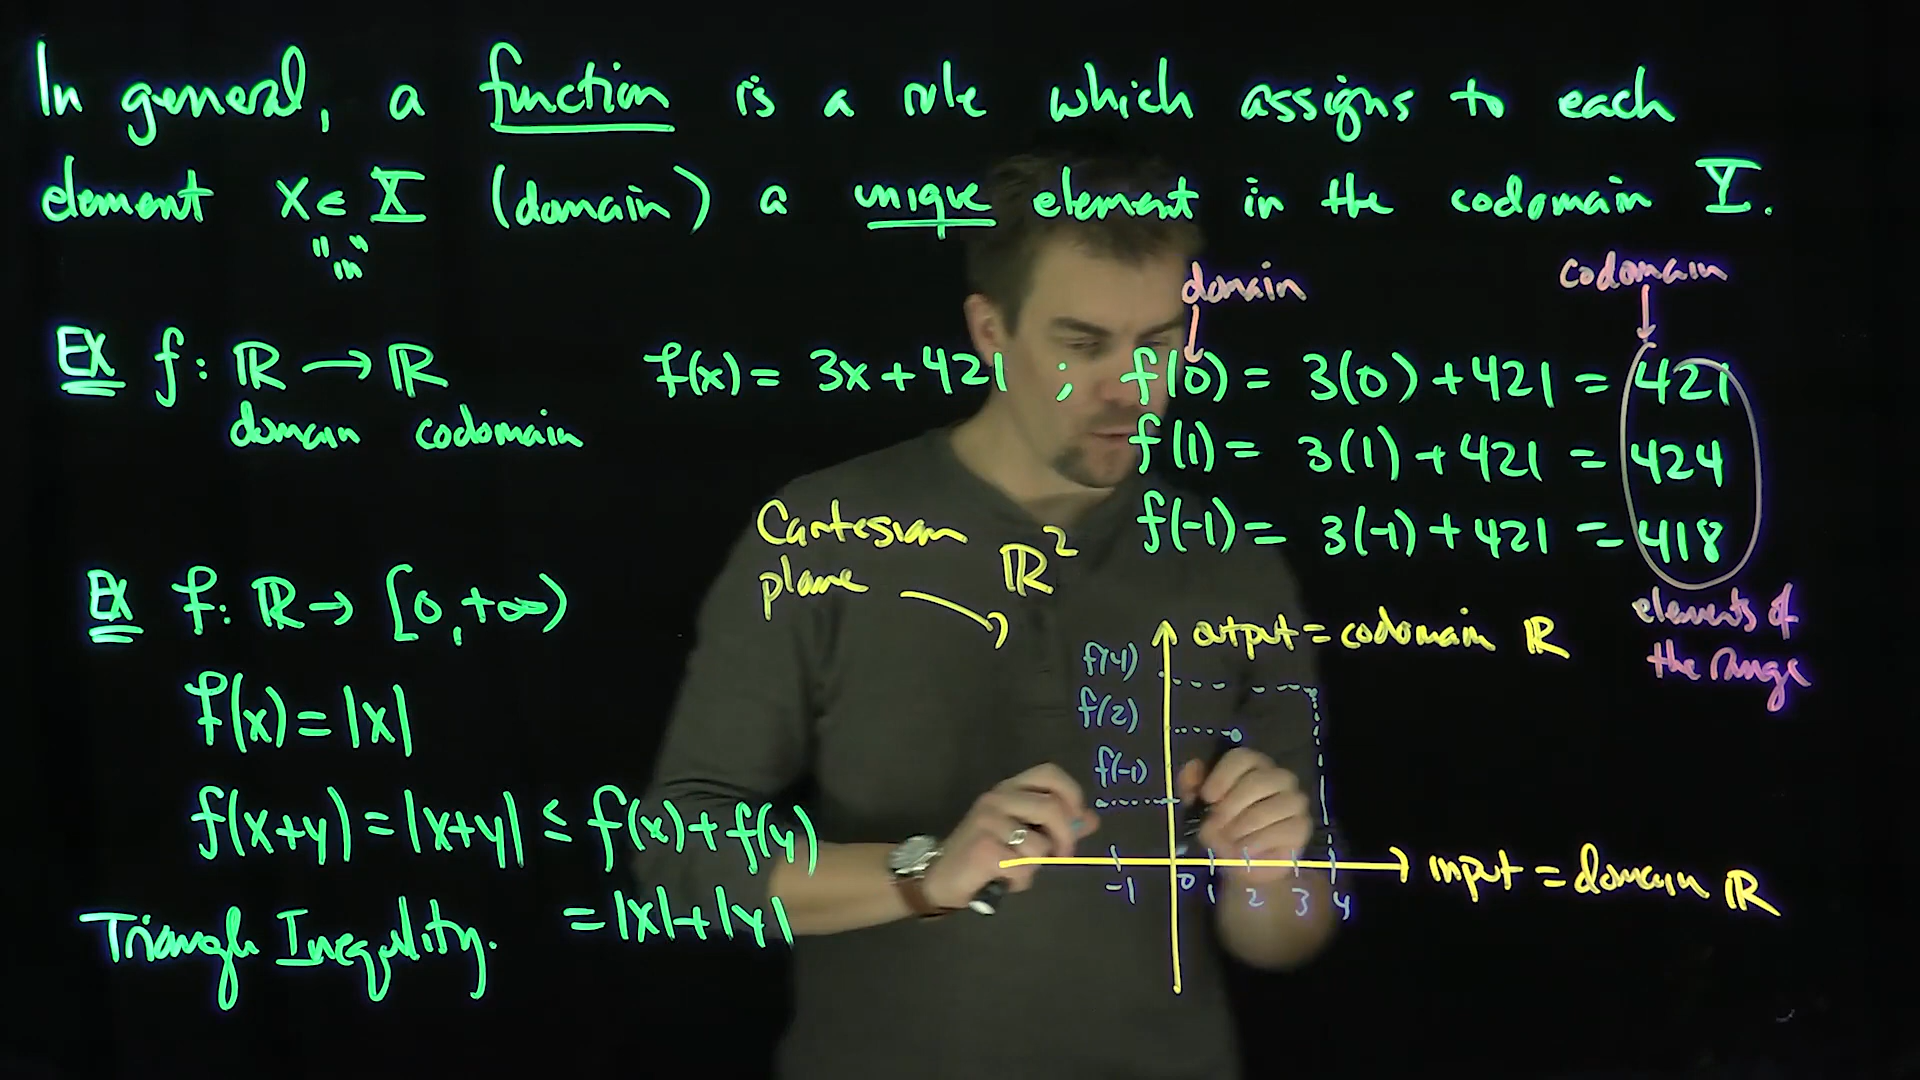 In general, a function is a rule which assigns to each
element x ∈ X (domain) a unique element in the codomain Y.
"in"
domain
codomain
EX f: ℝ → ℝ f(x) = 3x + 421 ; f(0) = 3(0) + 421 = 421
domain codomain
f(1) = 3(1) + 421 = 424
f(-1) = 3(-1) + 421 = 418
elements of
the range
Cartesian
plane
ℝ²
EX f: ℝ → [0, +∞)
f(x) = |x|
f(x+y) = |x+y| ≤ f(x) + f(y)
= |x| + |y|
Triangle Inequality.
output = codomain ℝ
f(4)
f(2)
f(-1)
-1 0 1 2 3 4
input = domain ℝ